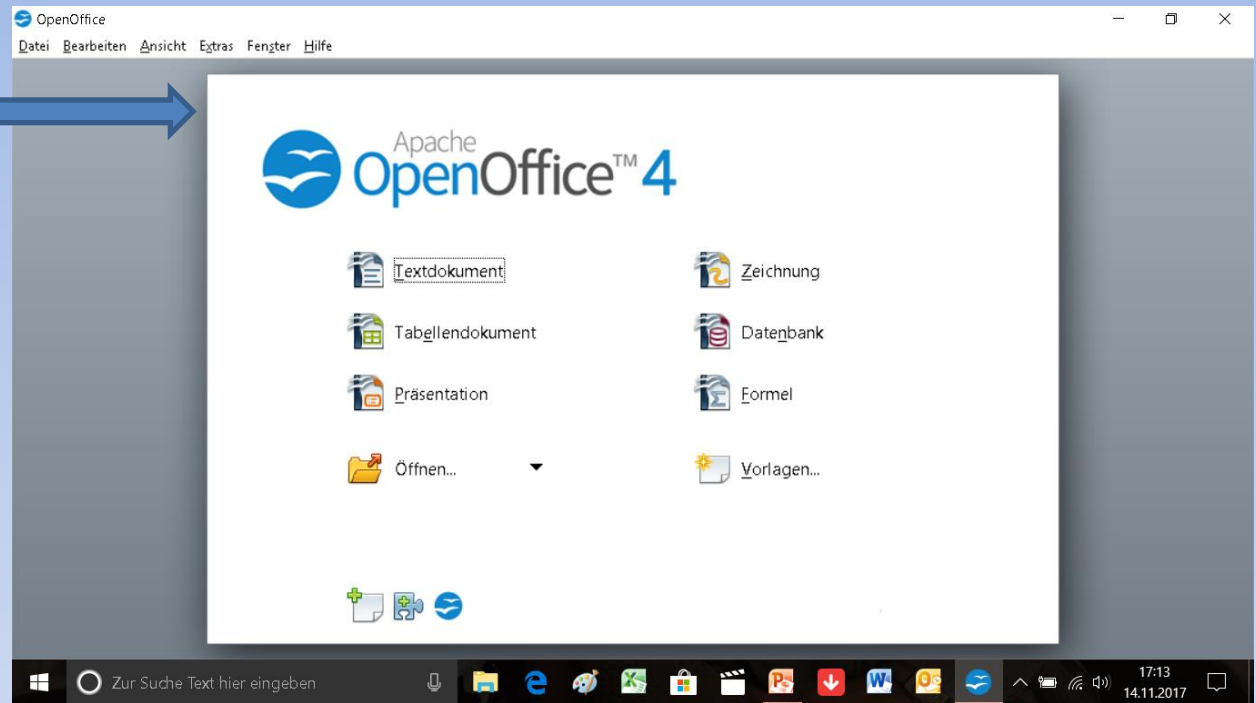 OpenOffice
Datei Bearbeiten Ansicht Extras Fenster Hilfe
Apache
OpenOffice™ 4
Textdokument
Zeichnung
Tabellendokument
Datenbank
Präsentation
Formel
Öffnen...
Vorlagen...
Zur Suche Text hier eingeben
17:13
14.11.2017